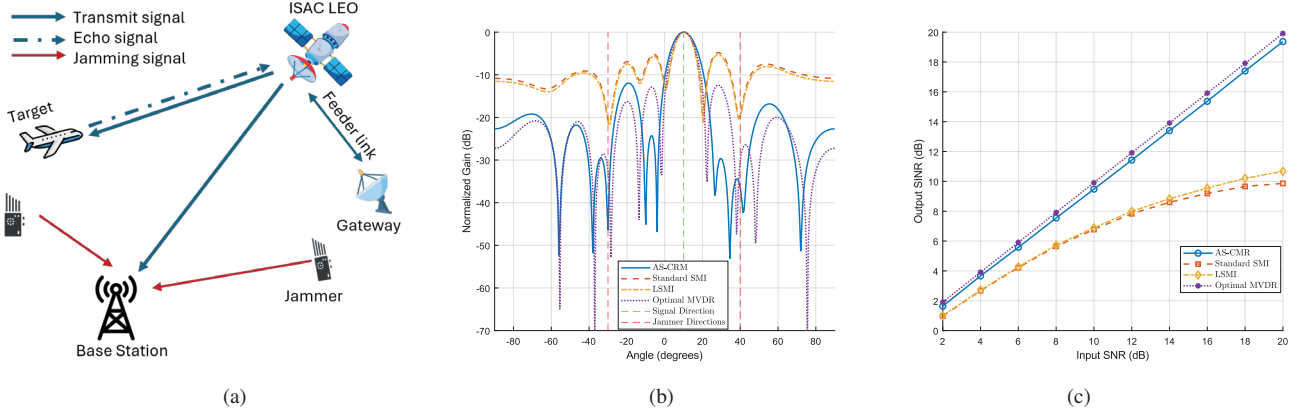 Transmit signal
Echo signal
Jamming signal
ISAC LEO
Target
Feeder link
Gateway
Jammer
Base Station
(a)
0
-10
-20
-30
-40
-50
-60
-70
Normalized Gain (dB)
-80
-60
-40
-20
0
20
40
60
80
Angle (degrees)
AS-CRM
Standard SMI
LSMI
Optimal MVDR
Signal Direction
Jammer Directions
(b)
20
18
16
14
12
10
8
6
4
2
0
Output SINR (dB)
2
4
6
8
10
12
14
16
18
20
Input SNR (dB)
AS-CMR
Standard SMI
LSMI
Optimal MVDR
(c)